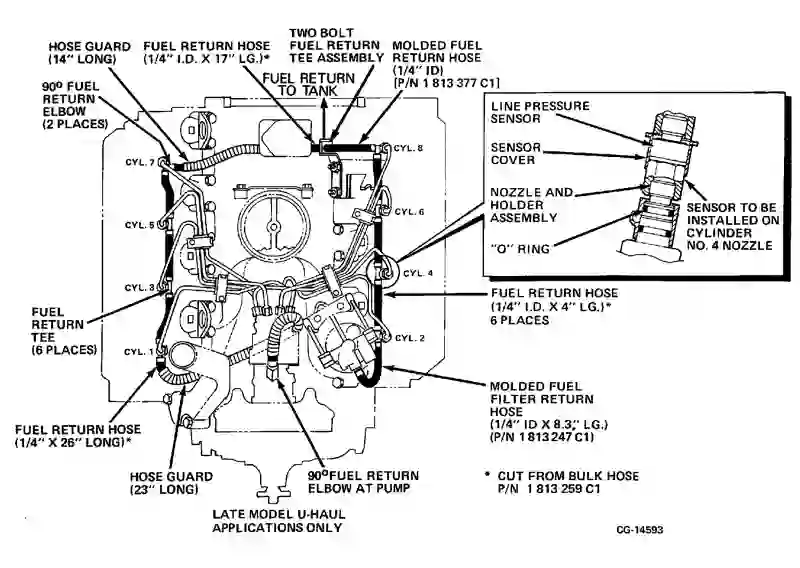 HOSE GUARD
(14" LONG)
FUEL RETURN HOSE
(1/4" I.D. X 17" LG.)*
TWO BOLT
FUEL RETURN
TEE ASSEMBLY
MOLDED FUEL
RETURN HOSE
(1/4" ID)
[P/N 1 813 377 C1]
FUEL RETURN
TO TANK
90° FUEL
RETURN
ELBOW
(2 PLACES)
CYL. 7
CYL. 8
CYL. 5
CYL. 6
CYL. 3
CYL. 4
CYL. 1
CYL. 2
LINE PRESSURE
SENSOR
SENSOR
COVER
NOZZLE AND
HOLDER
ASSEMBLY
"O" RING
SENSOR TO BE
INSTALLED ON
CYLINDER
NO. 4 NOZZLE
FUEL
RETURN
TEE
(6 PLACES)
FUEL RETURN HOSE
(1/4" I.D. X 4" LG.)*
6 PLACES
MOLDED FUEL
FILTER RETURN
HOSE
(1/4" ID X 8.3" LG.)
(P/N 1 813 247 C1)
FUEL RETURN HOSE
(1/4" X 26" LONG)*
HOSE GUARD
(23" LONG)
90° FUEL RETURN
ELBOW AT PUMP
* CUT FROM BULK HOSE
P/N 1 813 259 C1
LATE MODEL U-HAUL
APPLICATIONS ONLY
CG-14593